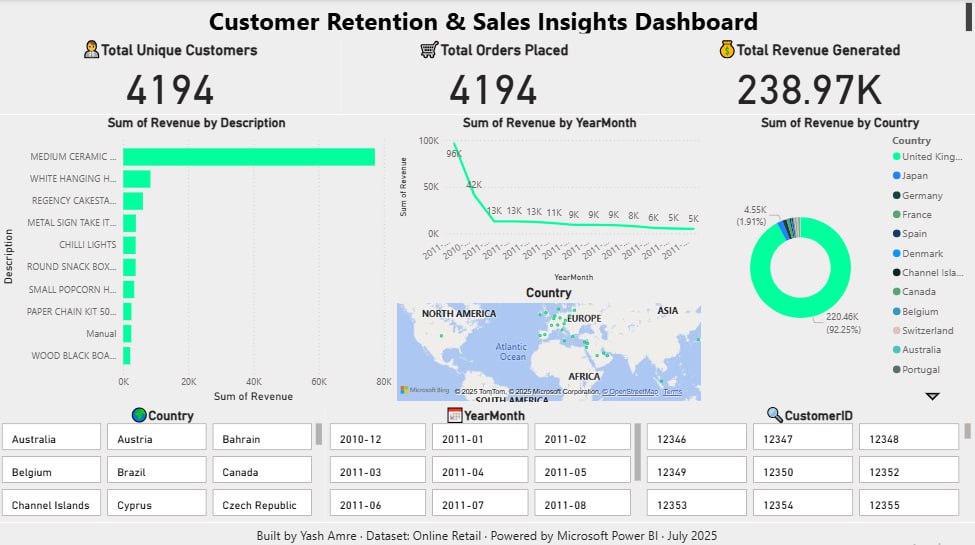 Customer Retention & Sales Insights Dashboard
Total Unique Customers
4194
Total Orders Placed
4194
Total Revenue Generated
238.97K
Sum of Revenue by Description
Description
MEDIUM CERAMIC ...
WHITE HANGING H...
REGENCY CAKESTA...
METAL SIGN TAKE IT...
CHILLI LIGHTS
ROUND SNACK BOX...
SMALL POPCORN H...
PAPER CHAIN KIT 50...
Manual
WOOD BLACK BOA...
0K 20K 40K 60K 80K
Sum of Revenue
Sum of Revenue by YearMonth
Sum of Revenue
100K
50K
0K
96K 42K 13K 13K 13K 11K 9K 9K 9K 8K 6K 5K 5K
2011-... 2010-... 2011-... 2011-... 2011-... 2011-... 2011-... 2011-... 2011-... 2011-... 2011-... 2011-... 2011-...
YearMonth
Country
NORTH AMERICA
EUROPE
ASIA
Atlantic
Ocean
AFRICA
SOUTH AMERICA
Microsoft Bing
© 2025 TomTom, © 2025 Microsoft Corporation, © OpenStreetMap Terms
Sum of Revenue by Country
4.55K
(1.91%)
220.46K
(92.25%)
Country
United King...
Japan
Germany
France
Spain
Denmark
Channel Isla...
Canada
Belgium
Switzerland
Australia
Portugal
Country
Australia Austria Bahrain
Belgium Brazil Canada
Channel Islands Cyprus Czech Republic
YearMonth
2010-12 2011-01 2011-02
2011-03 2011-04 2011-05
2011-06 2011-07 2011-08
CustomerID
12346 12347 12348
12349 12350 12352
12353 12354 12355
Built by Yash Amre · Dataset: Online Retail · Powered by Microsoft Power BI · July 2025